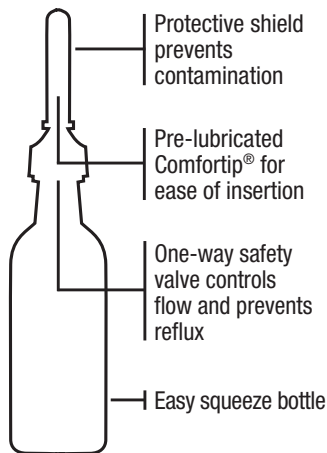 Protective shield
prevents
contamination
Pre-lubricated
Comfortip® for
ease of insertion
One-way safety
valve controls
flow and prevents
reflux
Easy squeeze bottle